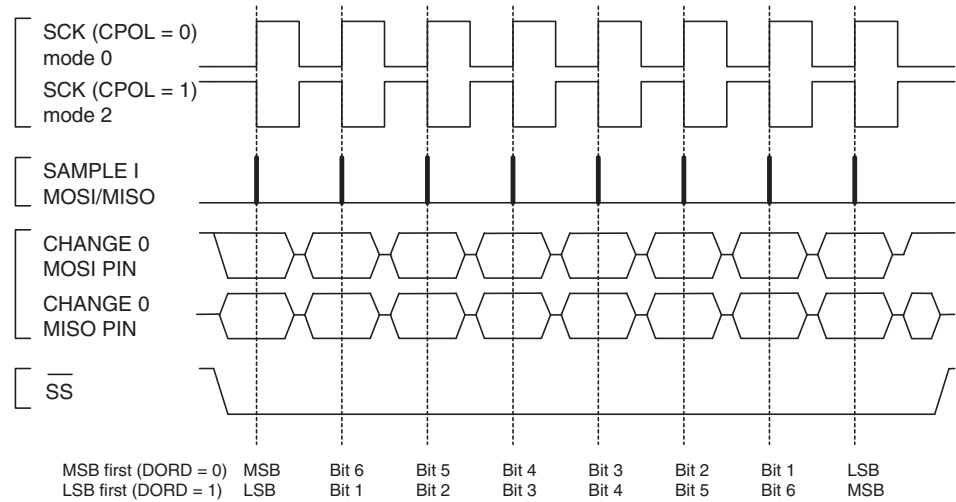 SCK (CPOL = 0)
mode 0
SCK (CPOL = 1)
mode 2
SAMPLE I
MOSI/MISO
CHANGE 0
MOSI PIN
CHANGE 0
MISO PIN
SS
MSB first (DORD = 0) MSB Bit 6 Bit 5 Bit 4 Bit 3 Bit 2 Bit 1 LSB
LSB first (DORD = 1) LSB Bit 1 Bit 2 Bit 3 Bit 4 Bit 5 Bit 6 MSB